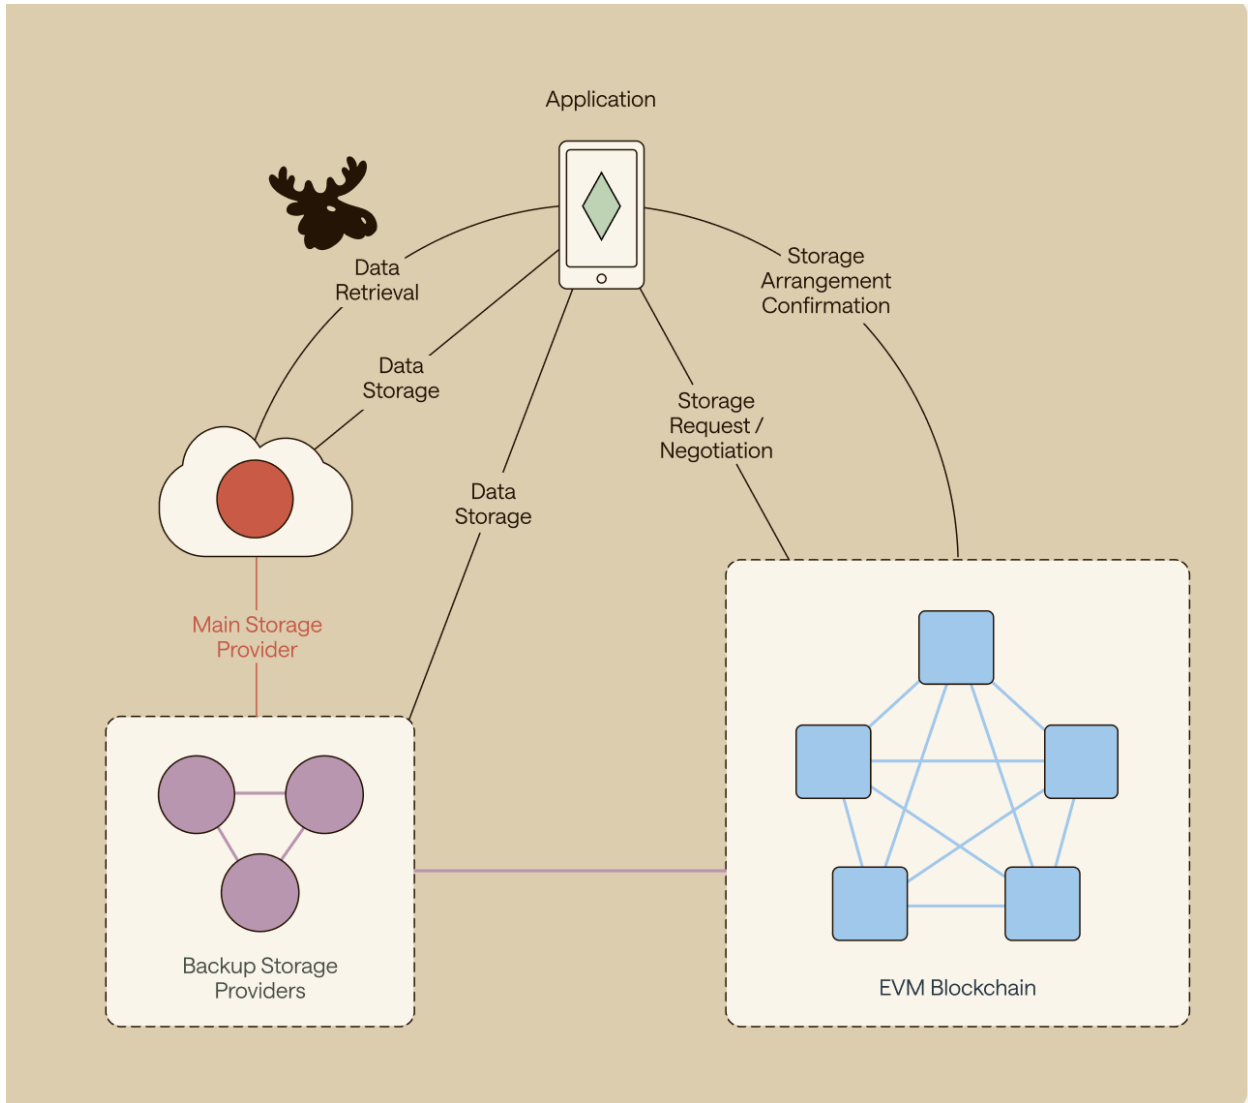 Application
Data
Retrieval
Storage
Arrangement
Confirmation
Data
Storage
Storage
Request /
Negotiation
Data
Storage
Main Storage
Provider
Backup Storage
Providers
EVM Blockchain